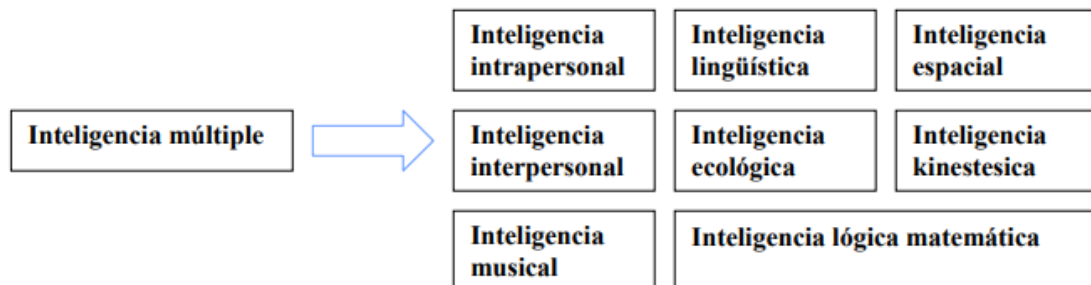 Inteligencia múltiple
Inteligencia
intrapersonal
Inteligencia
lingüística
Inteligencia
espacial
Inteligencia
interpersonal
Inteligencia
ecológica
Inteligencia
kinestesica
Inteligencia
musical
Inteligencia lógica matemática